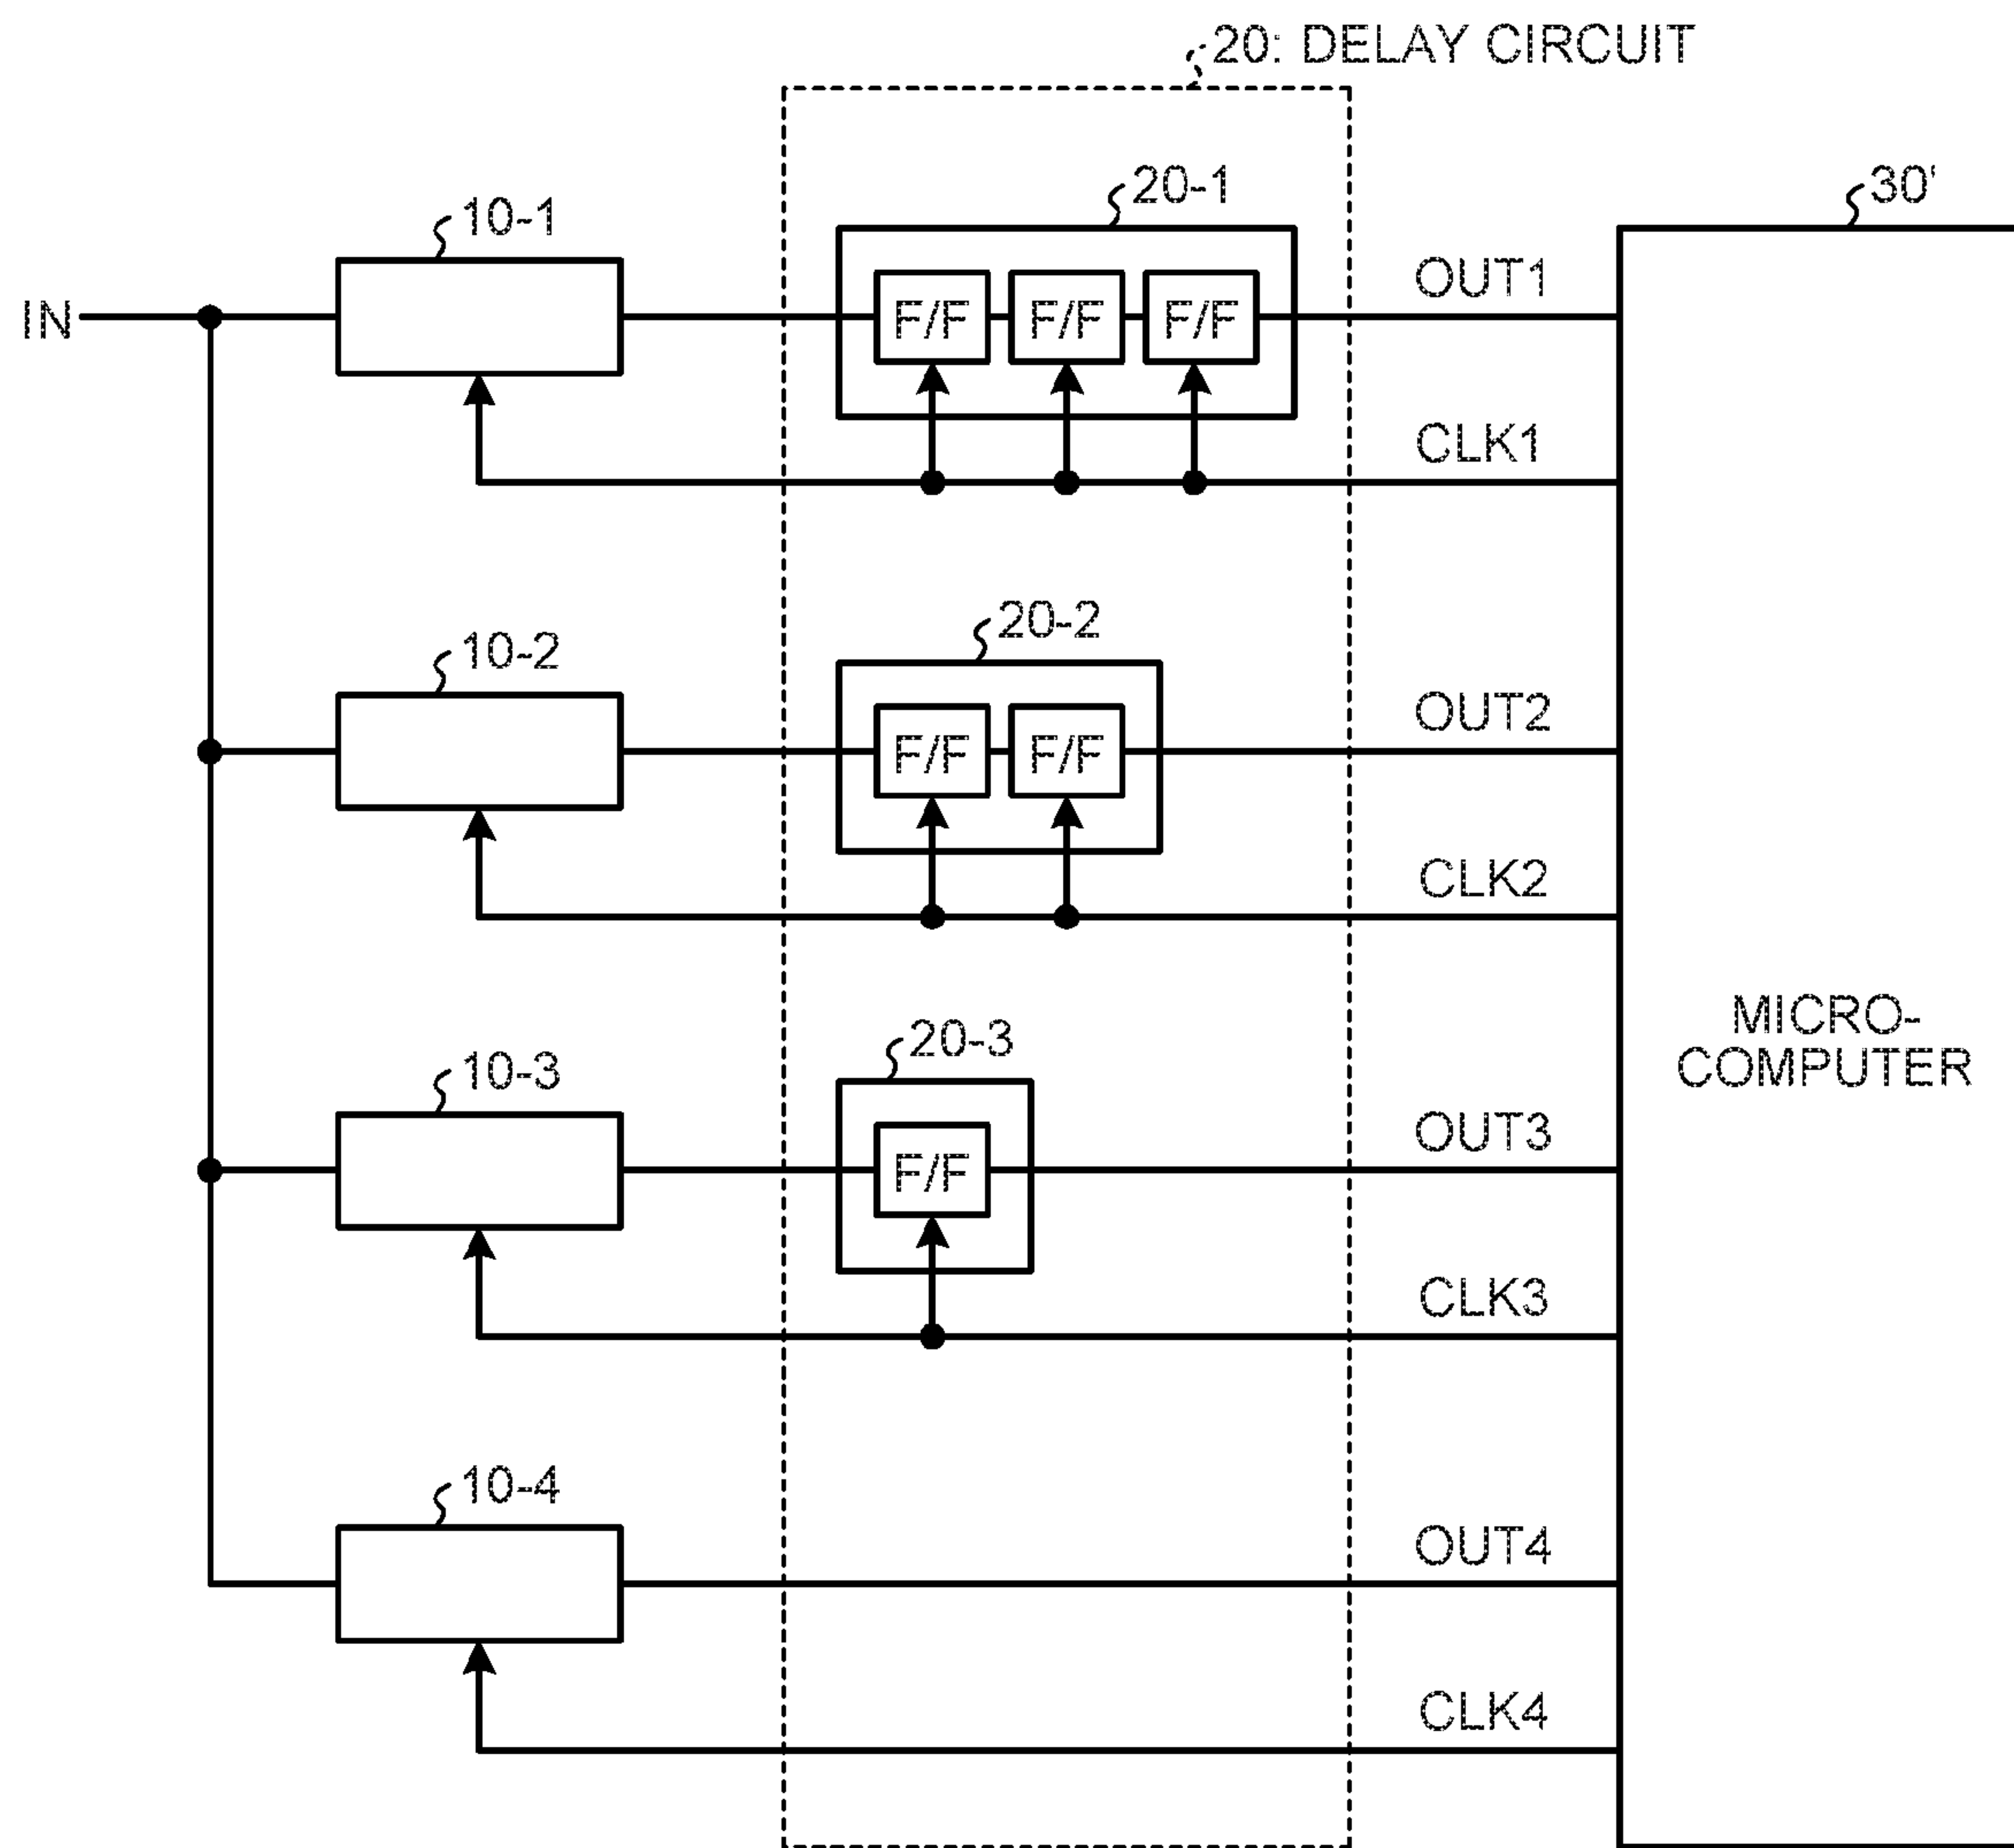 20: DELAY CIRCUIT
20-1
30'
10-1
IN
F/F F/F F/F
OUT1
CLK1
20-2
10-2
F/F F/F
OUT2
CLK2
MICRO-
COMPUTER
20-3
10-3
F/F
OUT3
CLK3
10-4
OUT4
CLK4